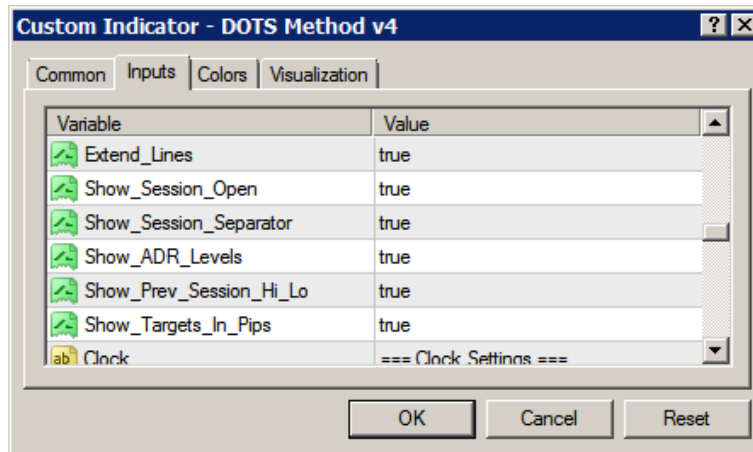 Custom Indicator - DOTS Method v4
Common Inputs Colors Visualization
Variable Value
Extend_Lines true
Show_Session_Open true
Show_Session_Separator true
Show_ADR_Levels true
Show_Prev_Session_Hi_Lo true
Show_Targets_In_Pips true
ab Clock === Clock Settings ===
OK Cancel Reset